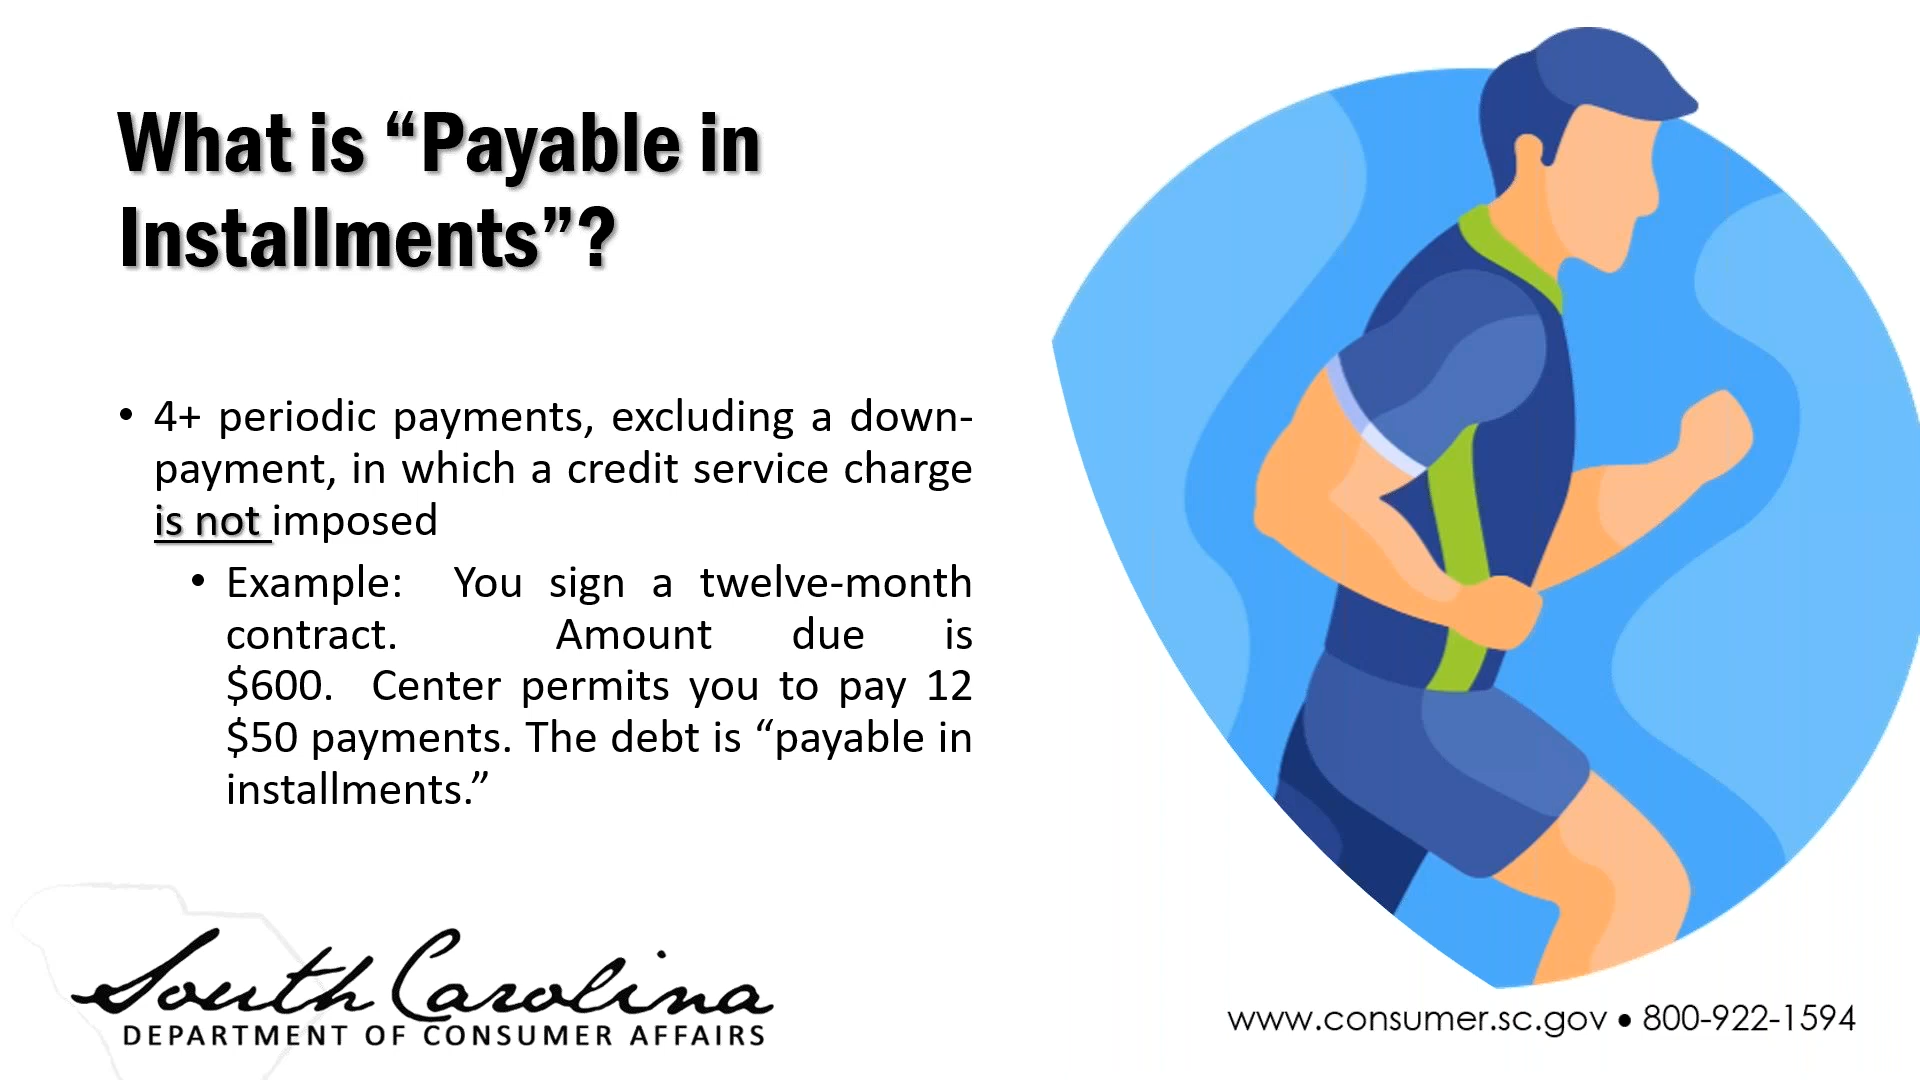 What is “Payable in
Installments”?
• 4+ periodic payments, excluding a down-
payment, in which a credit service charge
is not imposed
• Example: You sign a twelve-month
contract. Amount due is
$600. Center permits you to pay 12
$50 payments. The debt is “payable in
installments.”
South Carolina
DEPARTMENT OF CONSUMER AFFAIRS
www.consumer.sc.gov • 800-922-1594